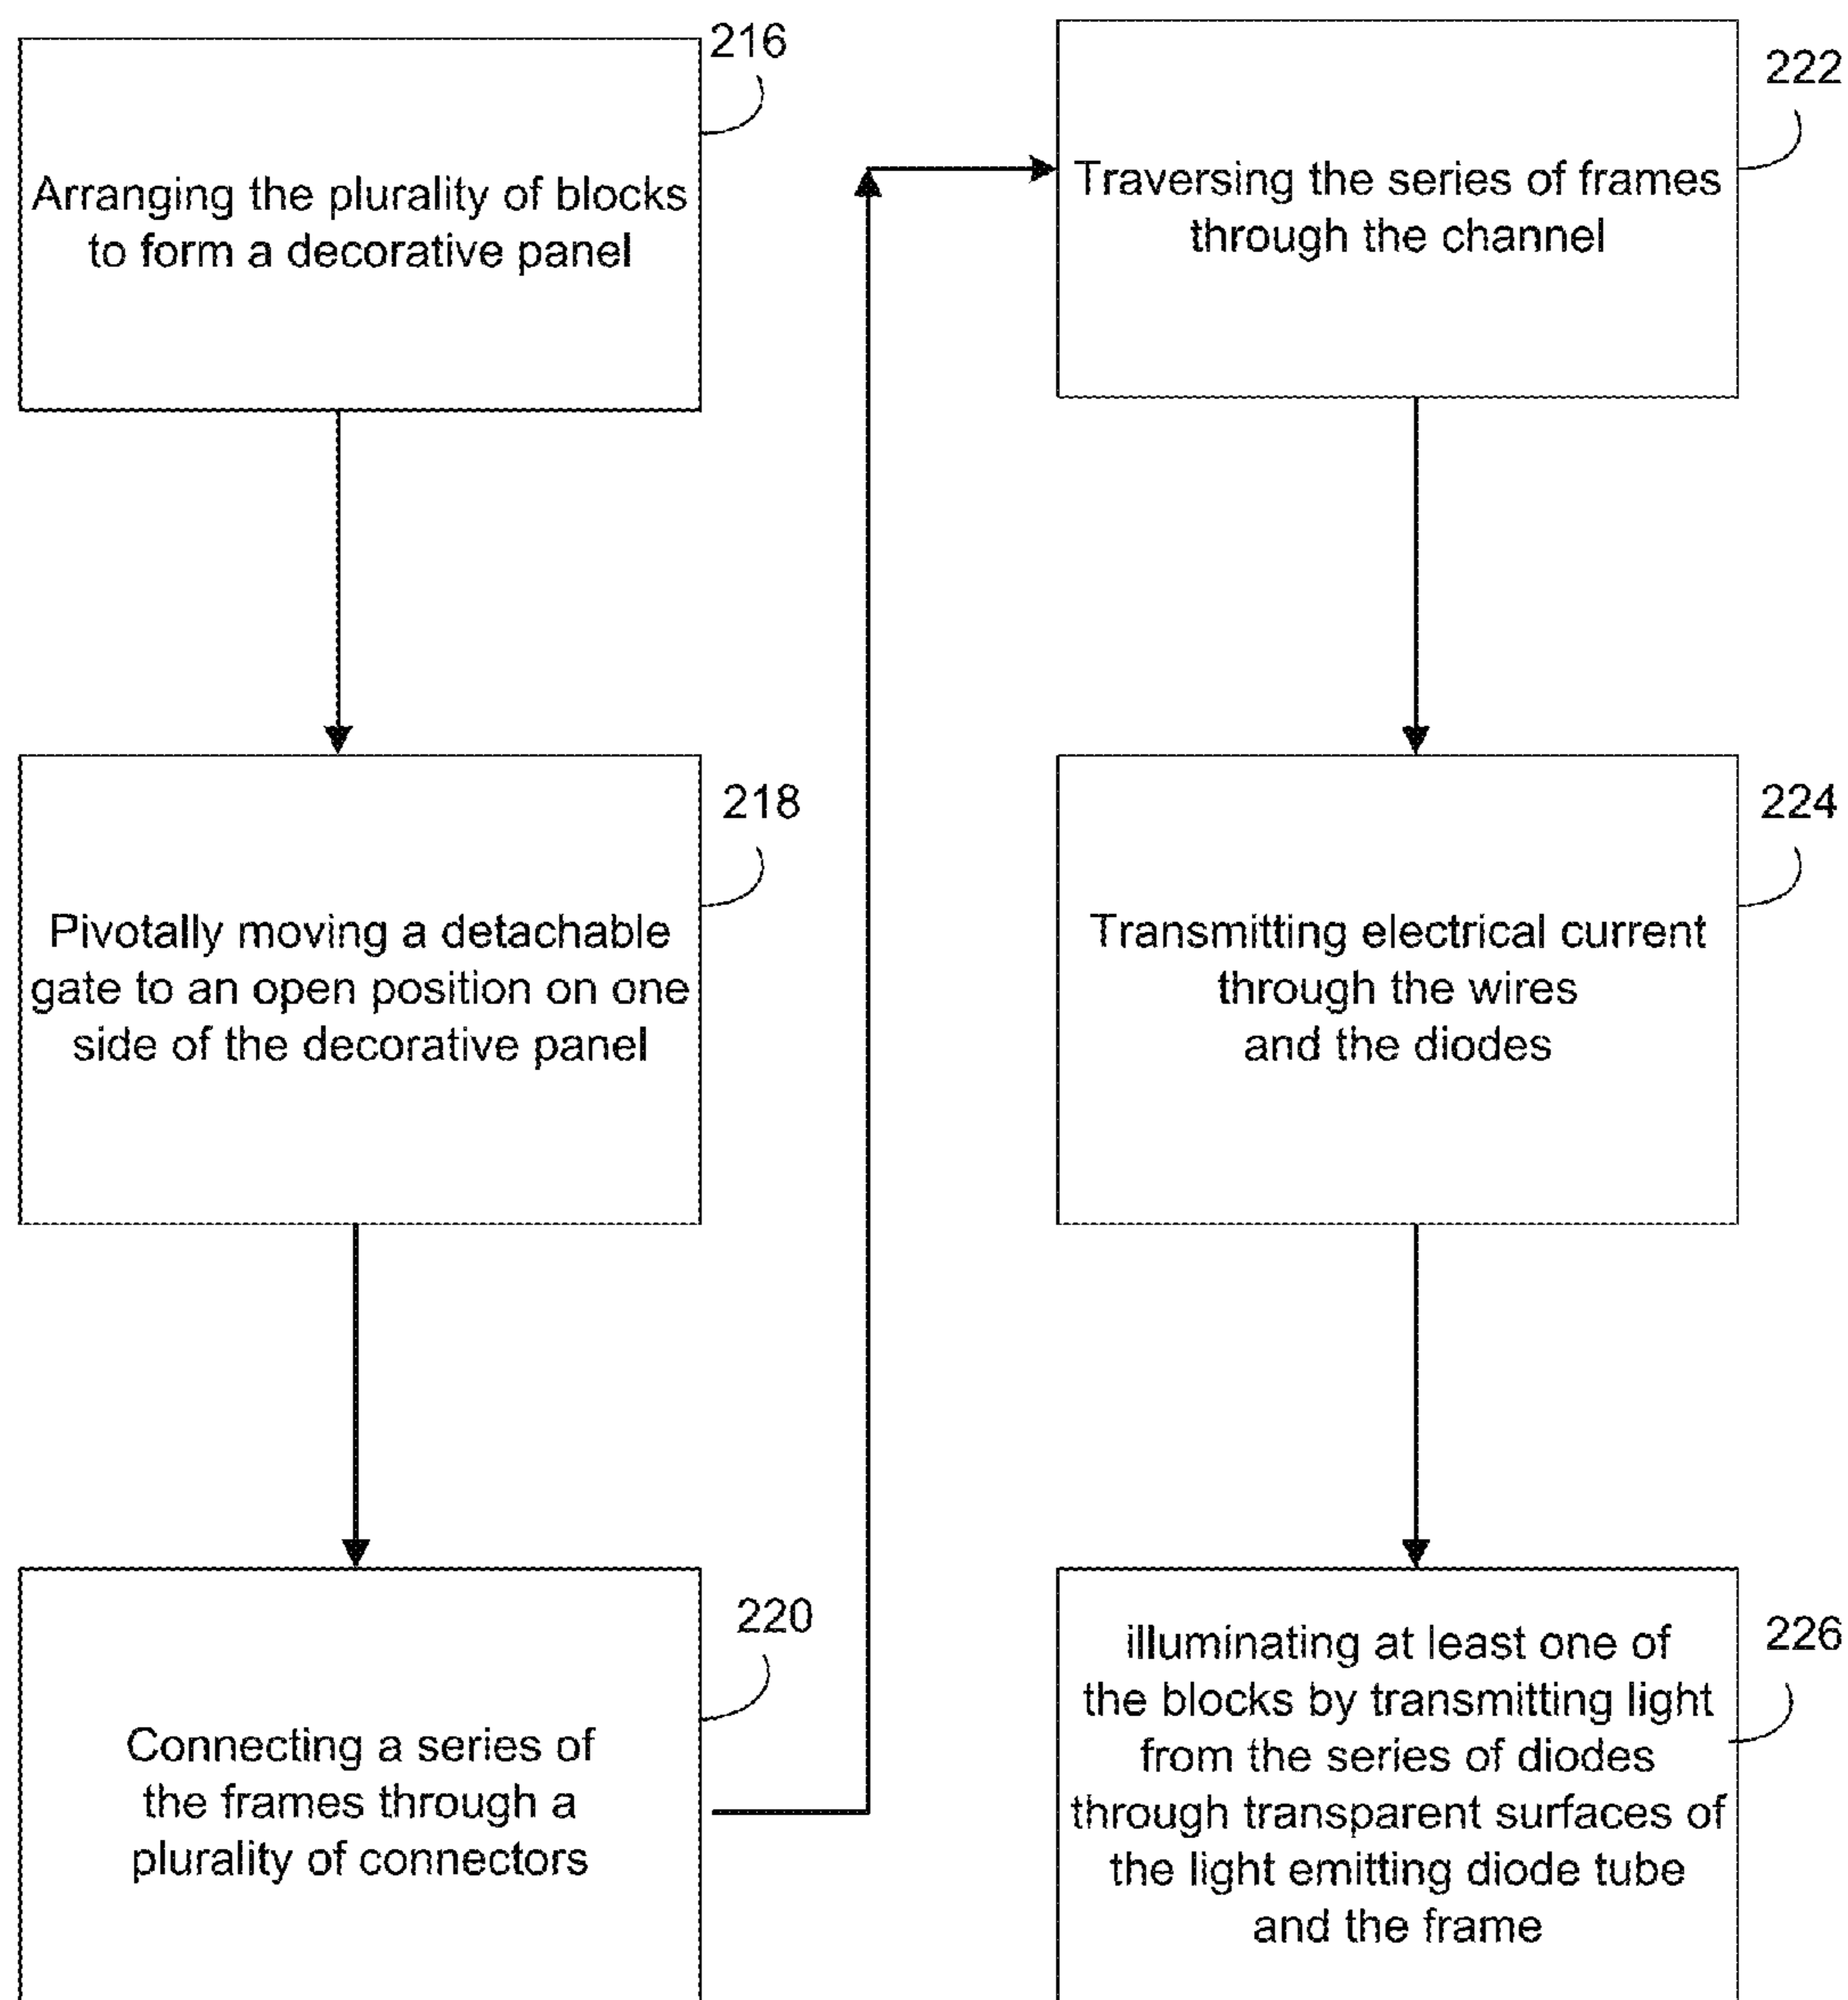 216
Arranging the plurality of blocks
to form a decorative panel
218
Pivotally moving a detachable
gate to an open position on one
side of the decorative panel
220
Connecting a series of
the frames through a
plurality of connectors
222
Traversing the series of frames
through the channel
224
Transmitting electrical current
through the wires
and the diodes
226
illuminating at least one of
the blocks by transmitting light
from the series of diodes
through transparent surfaces of
the light emitting diode tube
and the frame